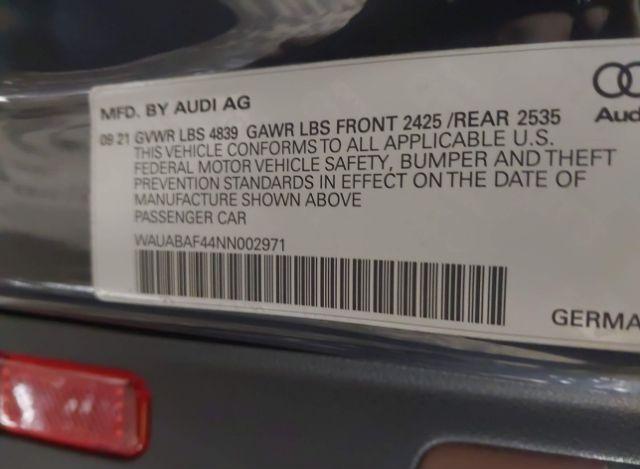 MFD. BY AUDI AG
09 21 GVWR LBS 4839 GAWR LBS FRONT 2425 /REAR 2535
THIS VEHICLE CONFORMS TO ALL APPLICABLE U.S.
FEDERAL MOTOR VEHICLE SAFETY, BUMPER AND THEFT
PREVENTION STANDARDS IN EFFECT ON THE DATE OF
MANUFACTURE SHOWN ABOVE
PASSENGER CAR
WAUABAF44NN002971
Aud
GERMA